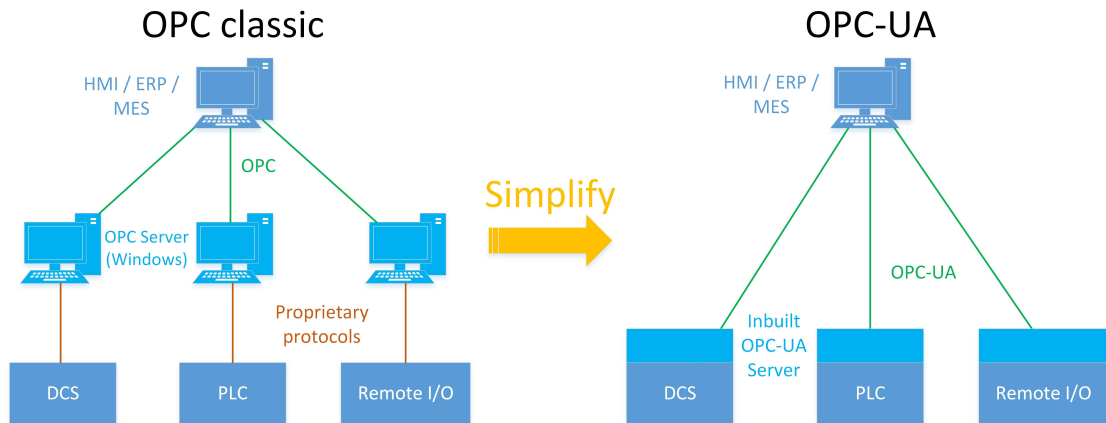 OPC classic
HMI / ERP /
MES
OPC
OPC Server
(Windows)
Proprietary
protocols
DCS
PLC
Remote I/O
Simplify
OPC-UA
HMI / ERP /
MES
OPC-UA
Inbuilt
OPC-UA
Server
DCS
PLC
Remote I/O